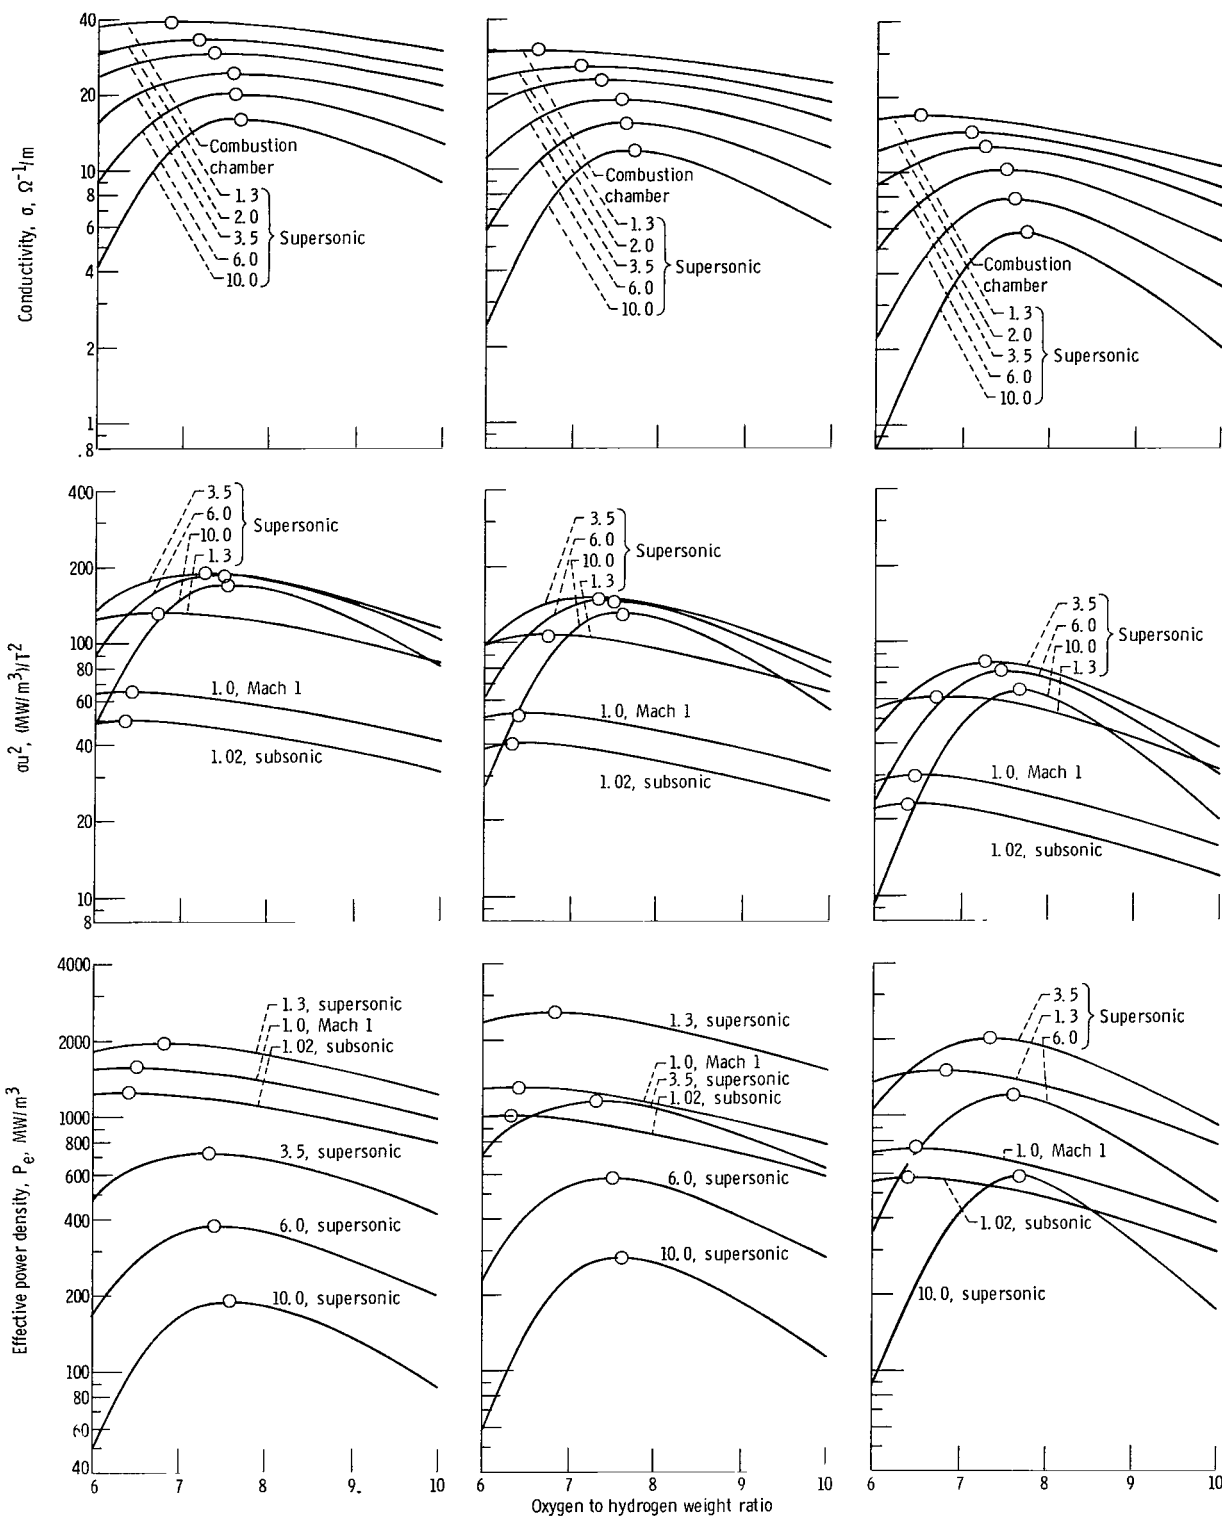 40
20
10
8
6
4
2
1
.8
Conductivity, σ, Ω⁻¹/m
Combustion
chamber
1.3
2.0
3.5
6.0
10.0
Supersonic
Combustion
chamber
1.3
2.0
3.5
6.0
10.0
Supersonic
Combustion
chamber
1.3
2.0
3.5
6.0
10.0
Supersonic
400
200
100
80
60
40
20
10
8
σu², (MW/m³)/T²
3.5
6.0
10.0
1.3
Supersonic
1.0, Mach 1
1.02, subsonic
3.5
6.0
10.0
1.3
Supersonic
1.0, Mach 1
1.02, subsonic
3.5
6.0
10.0
1.3
Supersonic
1.0, Mach 1
1.02, subsonic
4000
2000
1000
800
600
400
200
100
80
60
40
Effective power density, Pₑ, MW/m³
1.3, supersonic
1.0, Mach 1
1.02, subsonic
3.5, supersonic
6.0, supersonic
10.0, supersonic
6 7 8 9 10
1.3, supersonic
1.0, Mach 1
3.5, supersonic
1.02, subsonic
6.0, supersonic
10.0, supersonic
6 7 8 9 10
3.5
1.3
6.0
Supersonic
1.0, Mach 1
1.02, subsonic
10.0, supersonic
6 7 8 9 10
Oxygen to hydrogen weight ratio